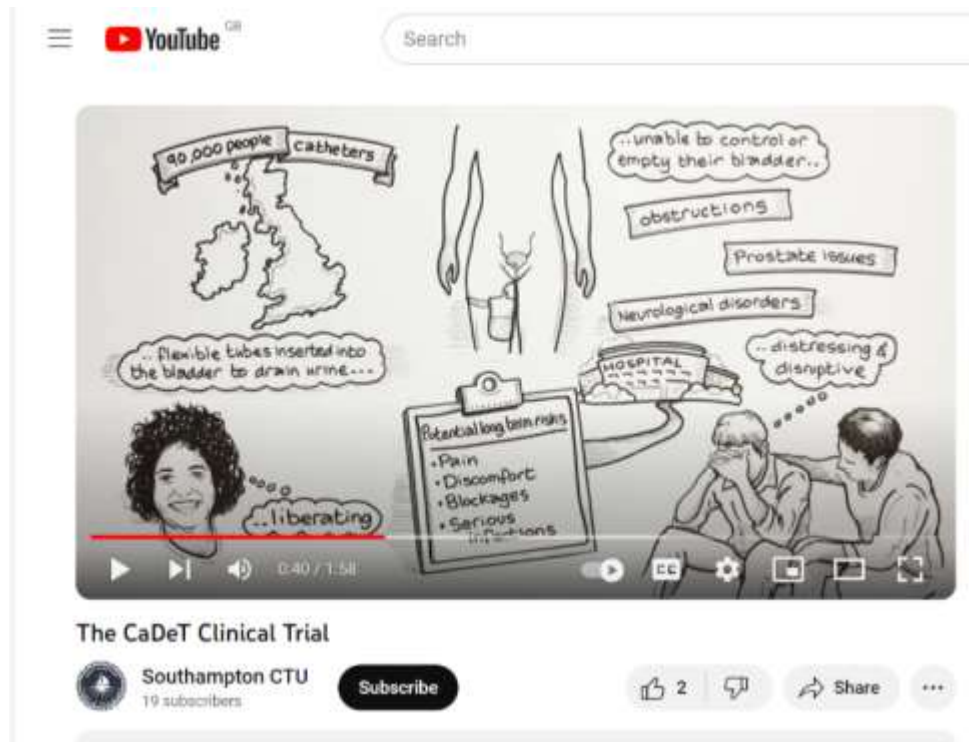 YouTube GB
Search
90,000 people catheters
..unable to control or
empty their bladder..
obstructions
Prostate issues
Neurological disorders
.. flexible tubes inserted into
the bladder to drain urine...
HOSPITAL
.. distressing &
disruptive
Potential long term risks
• Pain
• Discomfort
• Blockages
• Serious
infections
..liberating
0:40 / 1:58
CC
The CaDeT Clinical Trial
Southampton CTU
19 subscribers
Subscribe
2
Share